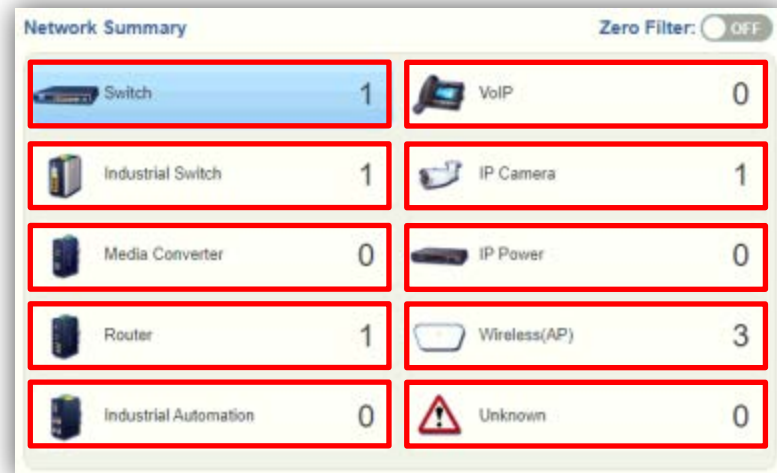 Network Summary Zero Filter: OFF
Switch 1 VoIP 0
Industrial Switch 1 IP Camera 1
Media Converter 0 IP Power 0
Router 1 Wireless(AP) 3
Industrial Automation 0 Unknown 0